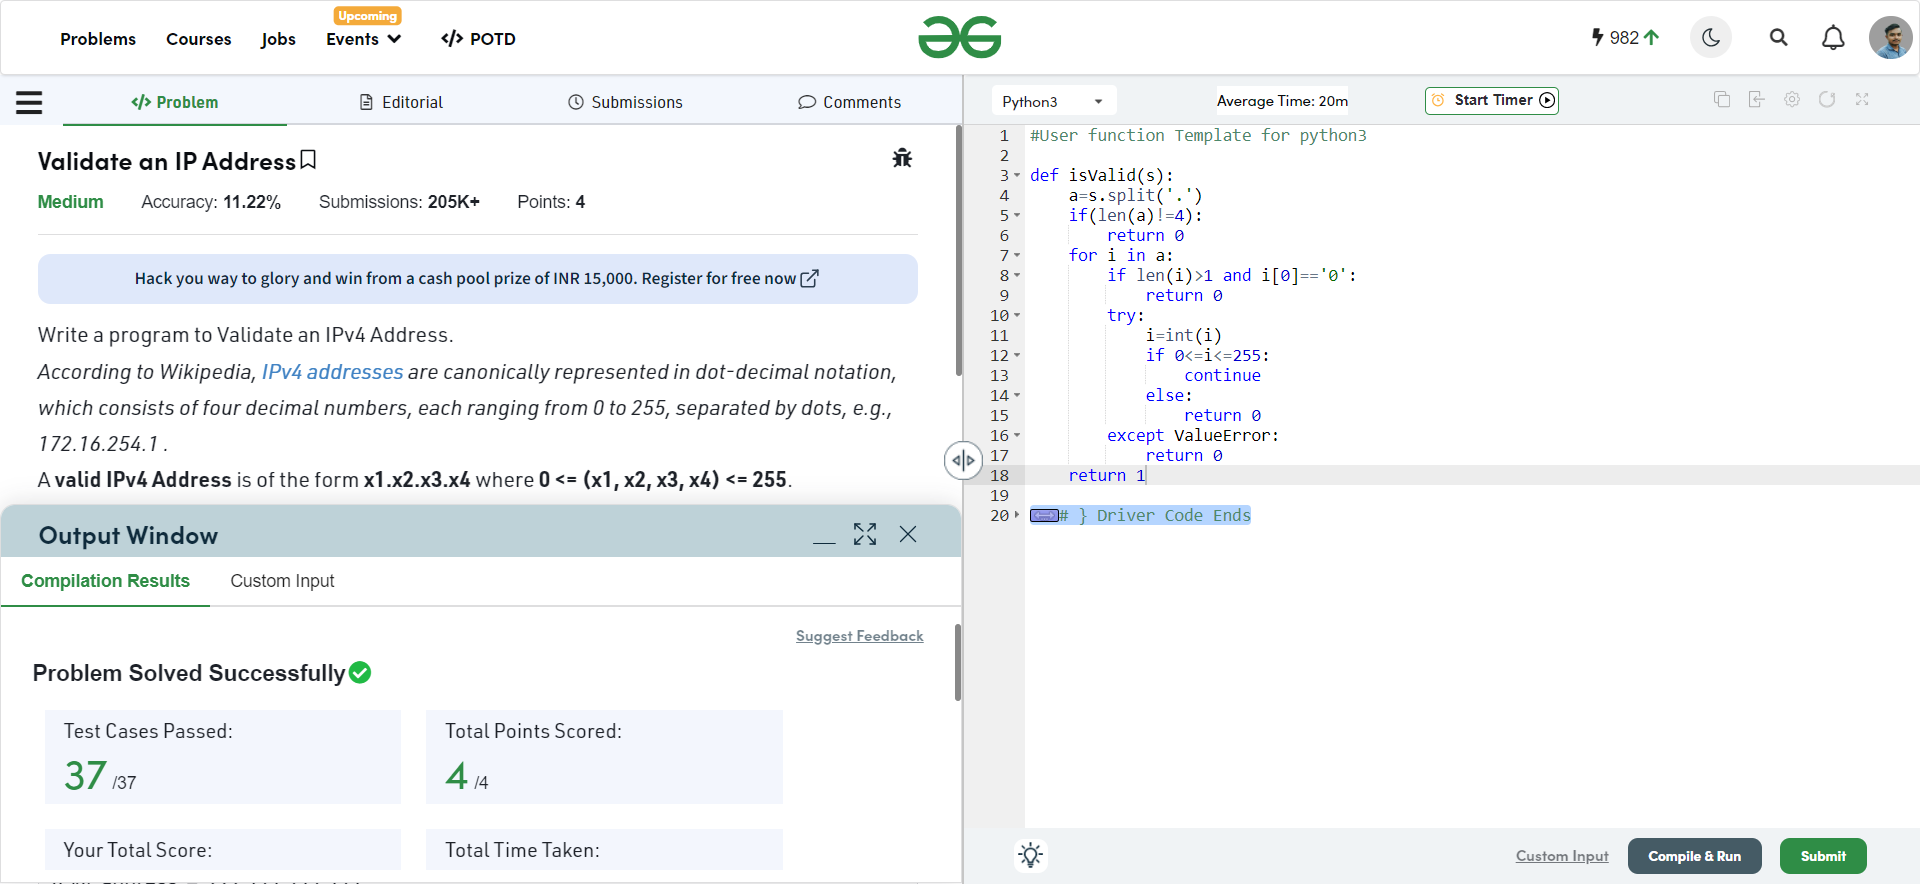 Upcoming
Problems Courses Jobs Events </> POTD
982
</> Problem Editorial Submissions Comments
Validate an IP Address
Medium Accuracy: 11.22% Submissions: 205K+ Points: 4
Hack you way to glory and win from a cash pool prize of INR 15,000. Register for free now
Write a program to Validate an IPv4 Address.
According to Wikipedia, IPv4 addresses are canonically represented in dot-decimal notation,
which consists of four decimal numbers, each ranging from 0 to 255, separated by dots, e.g.,
172.16.254.1 .
A valid IPv4 Address is of the form x1.x2.x3.x4 where 0 <= (x1, x2, x3, x4) <= 255.
Output Window
Compilation Results Custom Input
Suggest Feedback
Problem Solved Successfully
Test Cases Passed:
37 /37
Total Points Scored:
4 /4
Your Total Score:
Total Time Taken:
Python3 Average Time: 20m Start Timer
1 #User function Template for python3
2
3 def isValid(s):
4 a=s.split('.')
5 if(len(a)!=4):
6 return 0
7 for i in a:
8 if len(i)>1 and i[0]=='0':
9 return 0
10 try:
11 i=int(i)
12 if 0<=i<=255:
13 continue
14 else:
15 return 0
16 except ValueError:
17 return 0
18 return 1
19
20 # } Driver Code Ends
Custom Input Compile & Run Submit